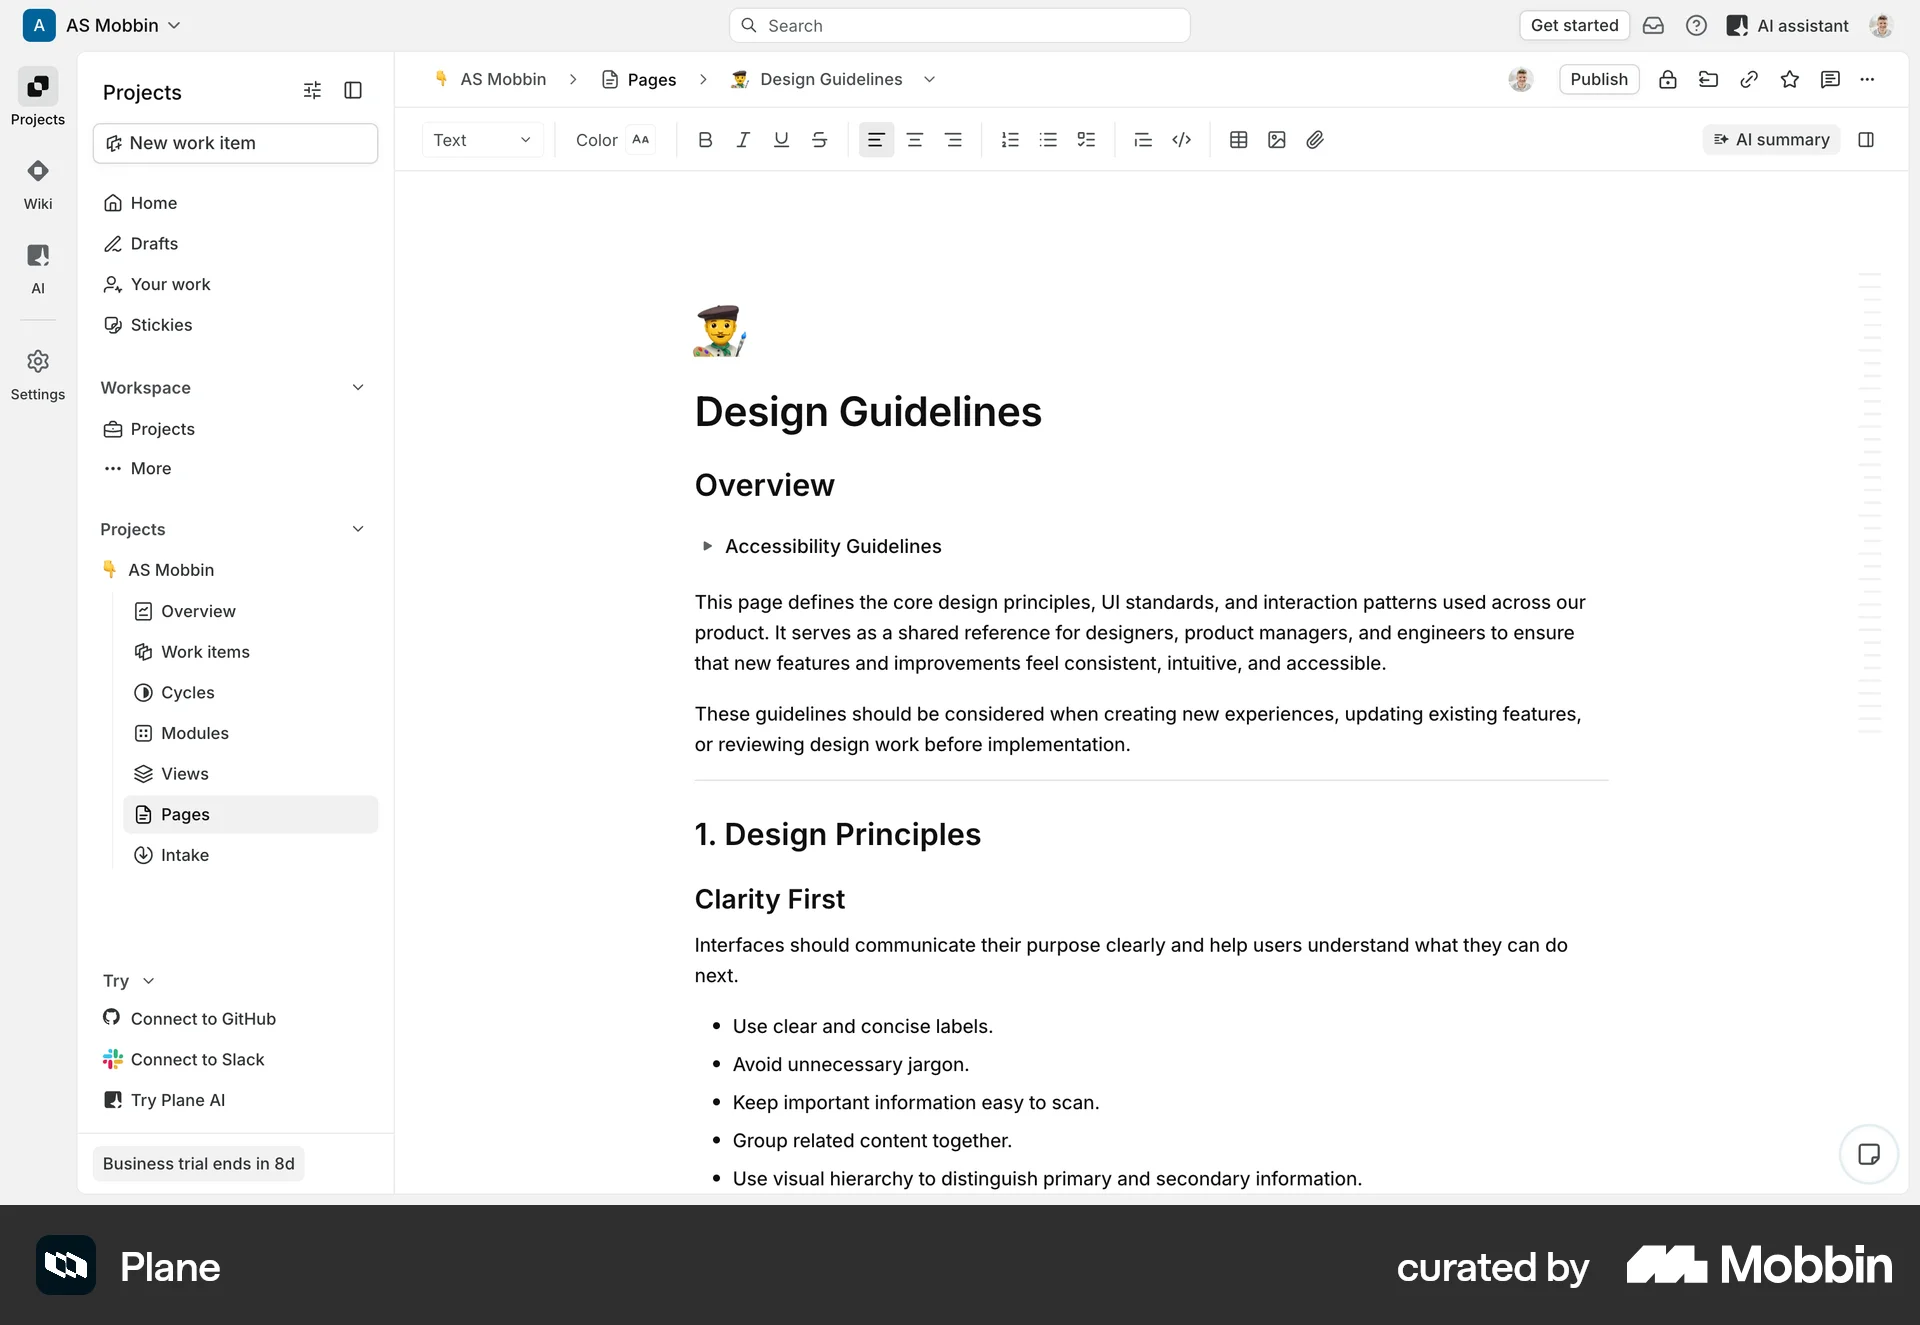 A AS Mobbin
Search
Get started
AI assistant
Projects
Wiki
AI
Settings
Projects
New work item
Home
Drafts
Your work
Stickies
Workspace
Projects
More
Projects
AS Mobbin
Overview
Work items
Cycles
Modules
Views
Pages
Intake
Try
Connect to GitHub
Connect to Slack
Try Plane AI
Business trial ends in 8d
AS Mobbin
Pages
Design Guidelines
Publish
Text
Color AA
B I U S
AI summary
Design Guidelines
Overview
Accessibility Guidelines
This page defines the core design principles, UI standards, and interaction patterns used across our
product. It serves as a shared reference for designers, product managers, and engineers to ensure
that new features and improvements feel consistent, intuitive, and accessible.
These guidelines should be considered when creating new experiences, updating existing features,
or reviewing design work before implementation.
1. Design Principles
Clarity First
Interfaces should communicate their purpose clearly and help users understand what they can do
next.
• Use clear and concise labels.
• Avoid unnecessary jargon.
• Keep important information easy to scan.
• Group related content together.
• Use visual hierarchy to distinguish primary and secondary information.
Plane
curated by Mobbin